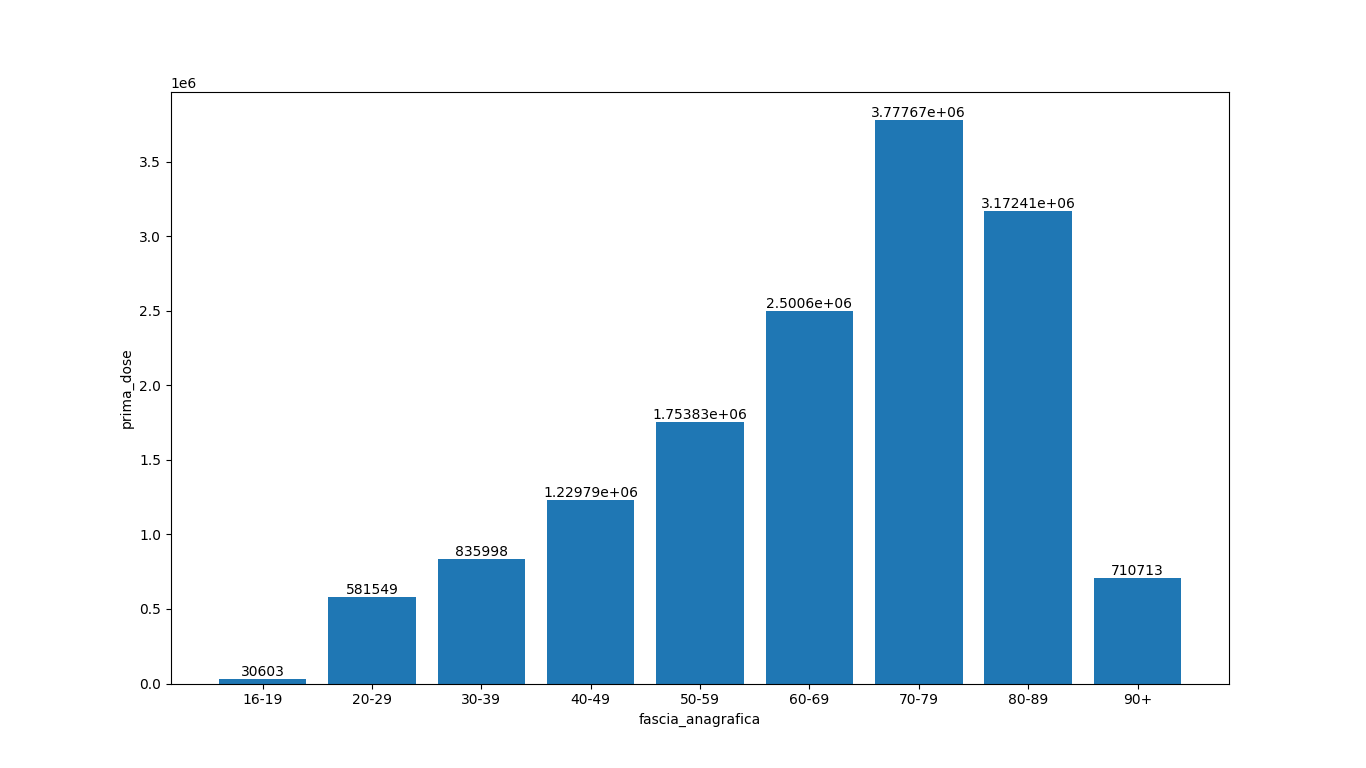 1e6
3.77767e+06
3.5
3.17241e+06
3.0
2.5006e+06
2.5
prima_dose
2.0
1.75383e+06
1.5
1.22979e+06
1.0
835998
710713
581549
0.5
30603
0.0
16-19 20-29 30-39 40-49 50-59 60-69 70-79 80-89 90+
fascia_anagrafica